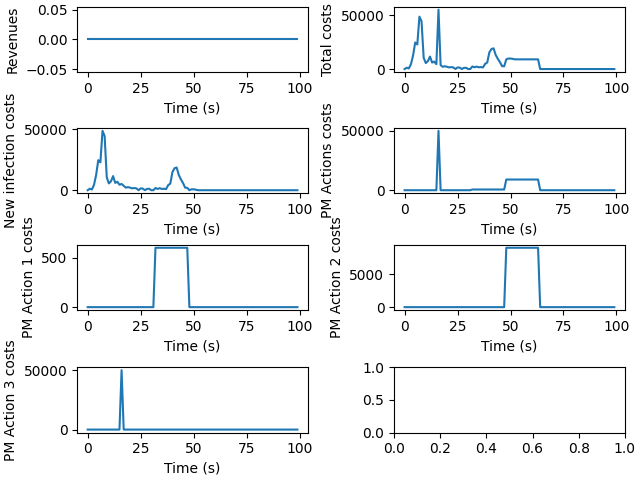 Revenues
0.05
0.00
−0.05
0 25 50 75 100
Time (s)
Total costs
50000
0
0 25 50 75 100
Time (s)
New infection costs
50000
0
0 25 50 75 100
Time (s)
PM Actions costs
50000
0
0 25 50 75 100
Time (s)
PM Action 1 costs
500
0
0 25 50 75 100
Time (s)
PM Action 2 costs
5000
0
0 25 50 75 100
Time (s)
PM Action 3 costs
50000
0
0 25 50 75 100
Time (s)
1.0
0.5
0.0
0.0 0.2 0.4 0.6 0.8 1.0